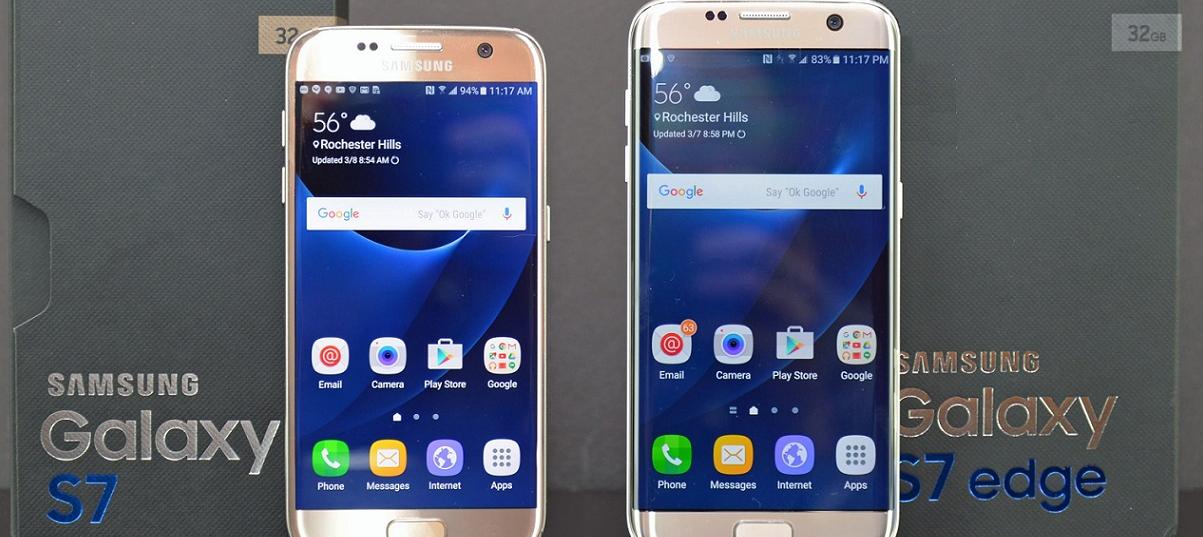 32
SAMSUNG
94% 11:17 AM
56°
Rochester Hills
Updated 3/8 8:54 AM
Google Say "Ok Google"
Email Camera Play Store Google
Phone Messages Internet Apps
SAMSUNG
Galaxy
S7
32GB
SAMSUNG
83% 11:17 PM
56°
Rochester Hills
Updated 3/7 8:58 PM
Google Say "Ok Google"
63
Email Camera Play Store Google
Phone Messages Internet Apps
SAMSUNG
Galaxy
S7 edge